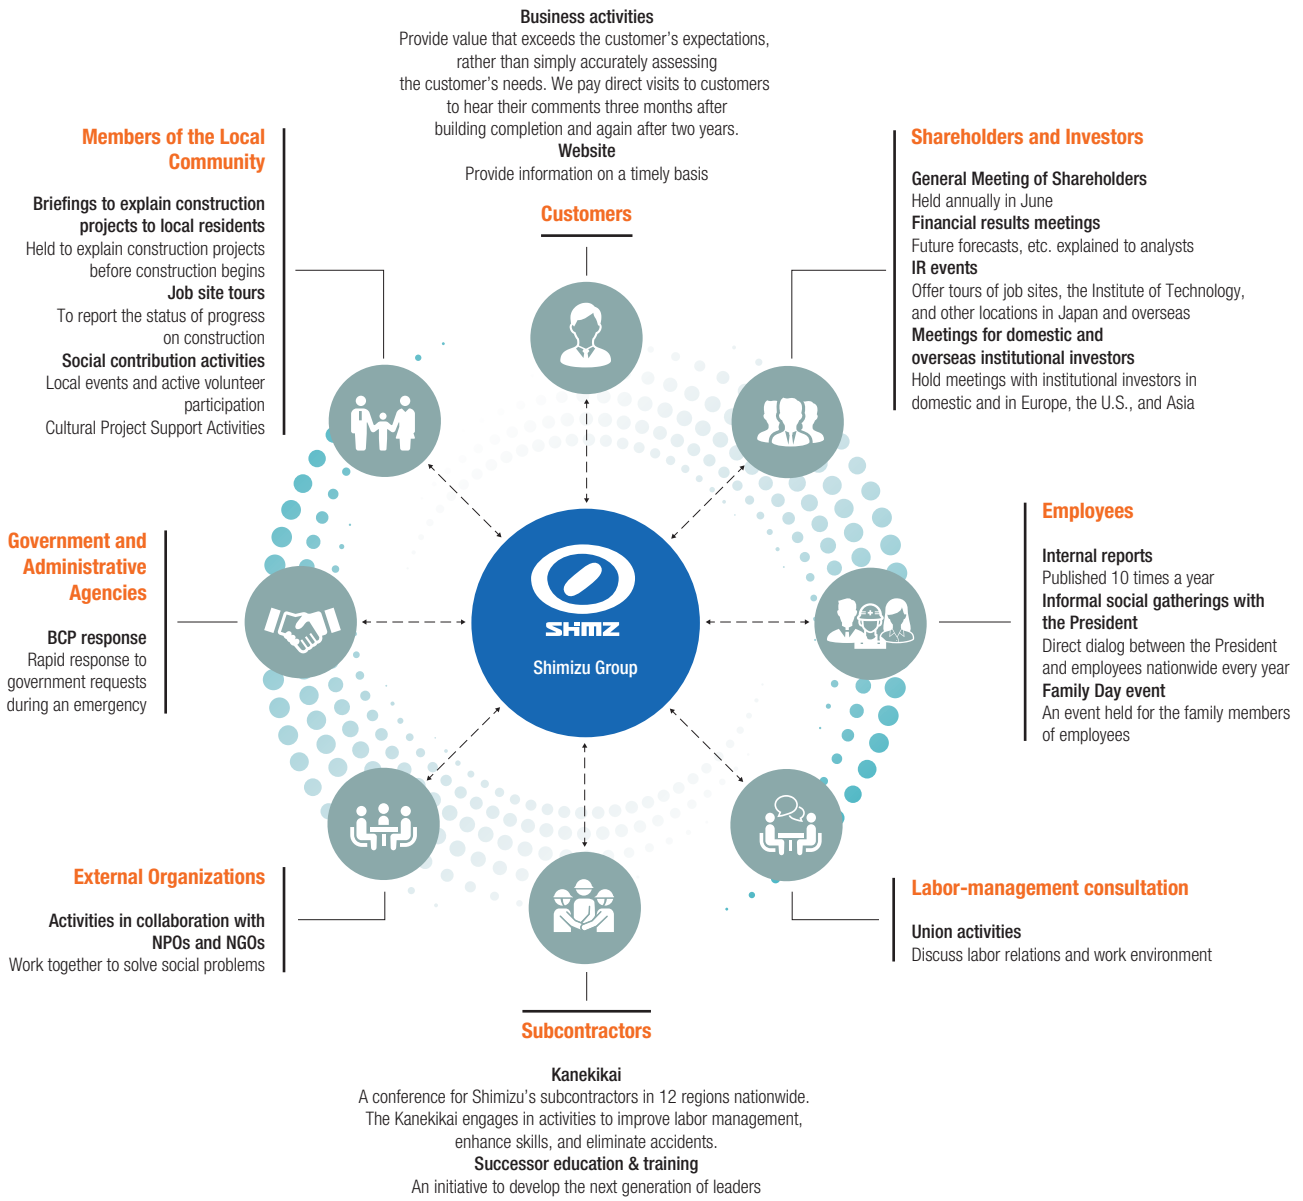 Business activities
Provide value that exceeds the customer's expectations,
rather than simply accurately assessing
the customer's needs. We pay direct visits to customers
to hear their comments three months after
building completion and again after two years.
Website
Provide information on a timely basis
Customers
Members of the Local
Community
Briefings to explain construction
projects to local residents
Held to explain construction projects
before construction begins
Job site tours
To report the status of progress
on construction
Social contribution activities
Local events and active volunteer
participation
Cultural Project Support Activities
Shareholders and Investors
General Meeting of Shareholders
Held annually in June
Financial results meetings
Future forecasts, etc. explained to analysts
IR events
Offer tours of job sites, the Institute of Technology,
and other locations in Japan and overseas
Meetings for domestic and
overseas institutional investors
Hold meetings with institutional investors in
domestic and in Europe, the U.S., and Asia
Government and
Administrative
Agencies
BCP response
Rapid response to
government requests
during an emergency
SHiMZ
Shimizu Group
Employees
Internal reports
Published 10 times a year
Informal social gatherings with
the President
Direct dialog between the President
and employees nationwide every year
Family Day event
An event held for the family members
of employees
External Organizations
Activities in collaboration with
NPOs and NGOs
Work together to solve social problems
Labor-management consultation
Union activities
Discuss labor relations and work environment
Subcontractors
Kanekikai
A conference for Shimizu's subcontractors in 12 regions nationwide.
The Kanekikai engages in activities to improve labor management,
enhance skills, and eliminate accidents.
Successor education & training
An initiative to develop the next generation of leaders